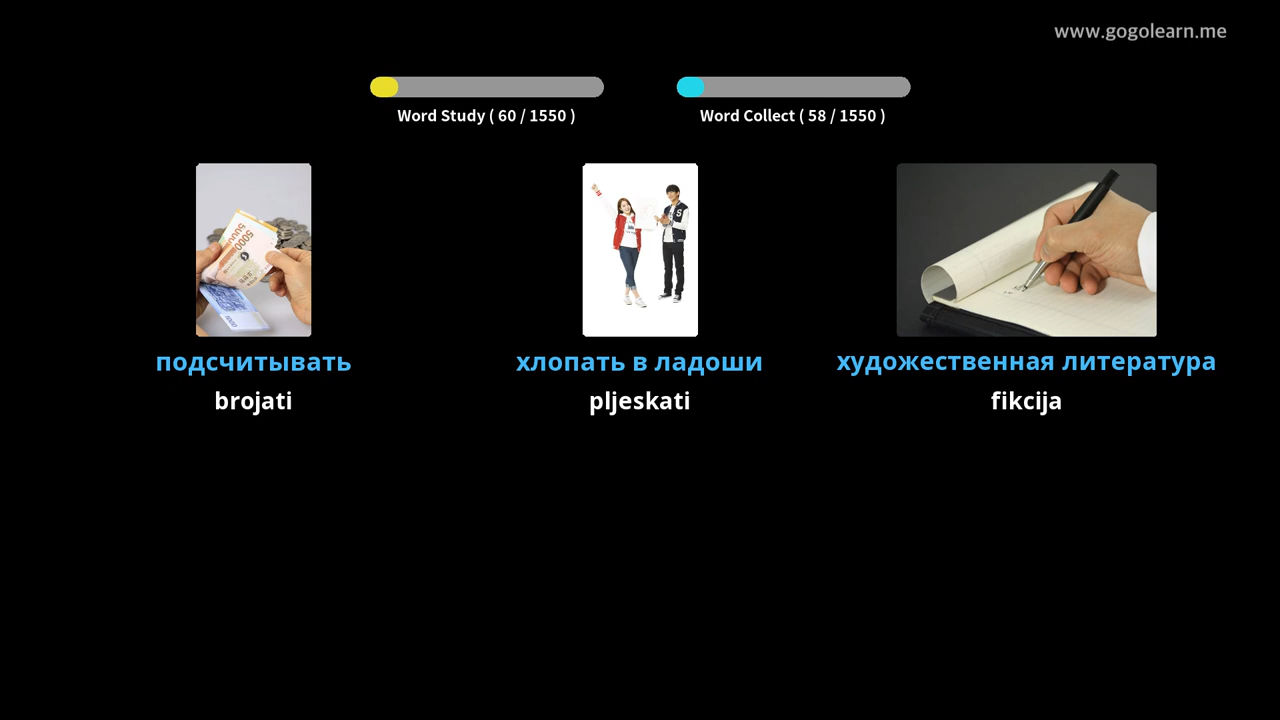 www.gogolearn.me
Word Study ( 60 / 1550 )
Word Collect ( 58 / 1550 )
подсчитывать
хлопать в ладоши
художественная литература
brojati
pljeskati
fikcija